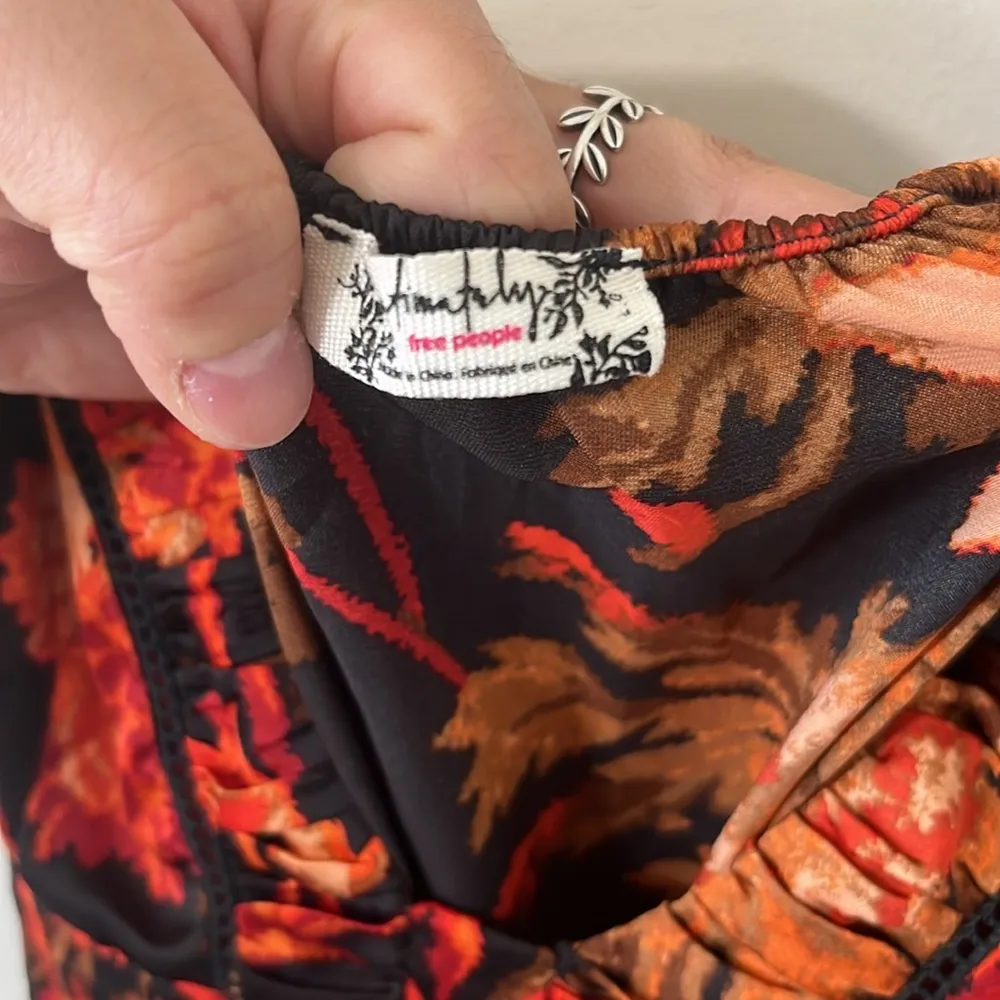 intimately
free people
Made in China. Fabriqué en Chine